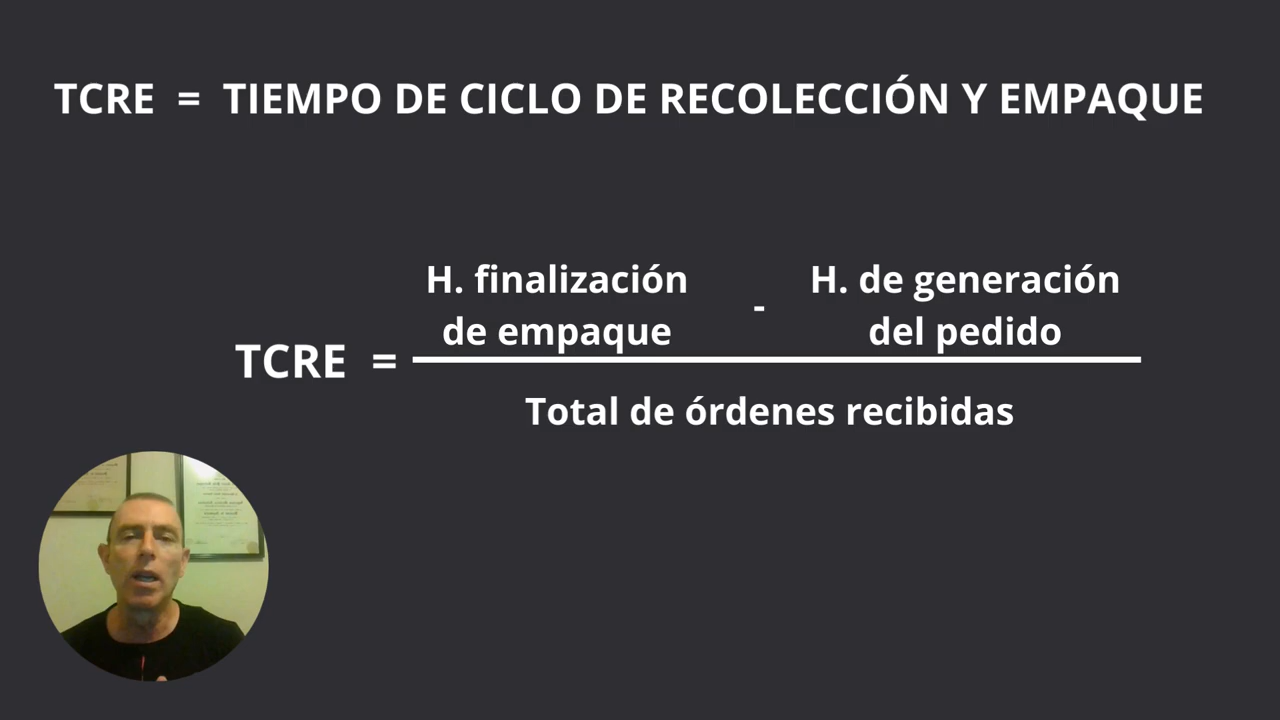 TCRE = TIEMPO DE CICLO DE RECOLECCIÓN Y EMPAQUE
H. finalización
de empaque
-
H. de generación
del pedido
TCRE =
Total de órdenes recibidas